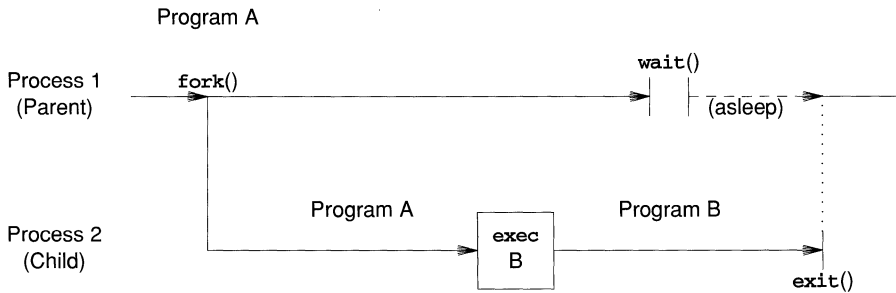 Program A
Process 1
(Parent)
fork()
wait()
(asleep)
Process 2
(Child)
Program A
exec
B
Program B
exit()